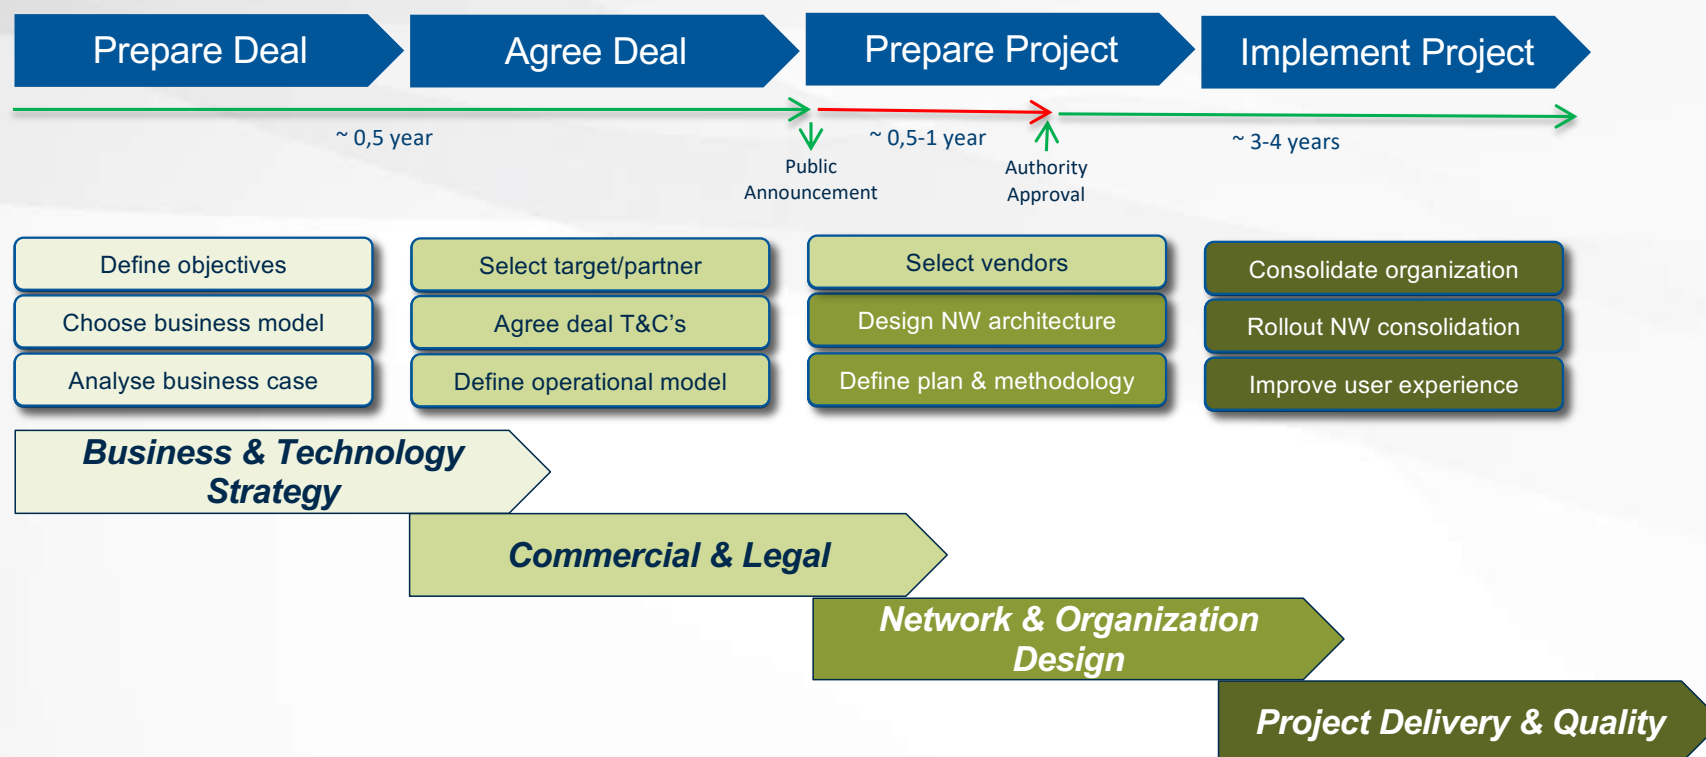 Prepare Deal
Agree Deal
Prepare Project
Implement Project
~ 0,5 year
~ 0,5-1 year
~ 3-4 years
Public
Announcement
Authority
Approval
Define objectives
Select target/partner
Select vendors
Consolidate organization
Choose business model
Agree deal T&C’s
Design NW architecture
Rollout NW consolidation
Analyse business case
Define operational model
Define plan & methodology
Improve user experience
Business & Technology
Strategy
Commercial & Legal
Network & Organization
Design
Project Delivery & Quality